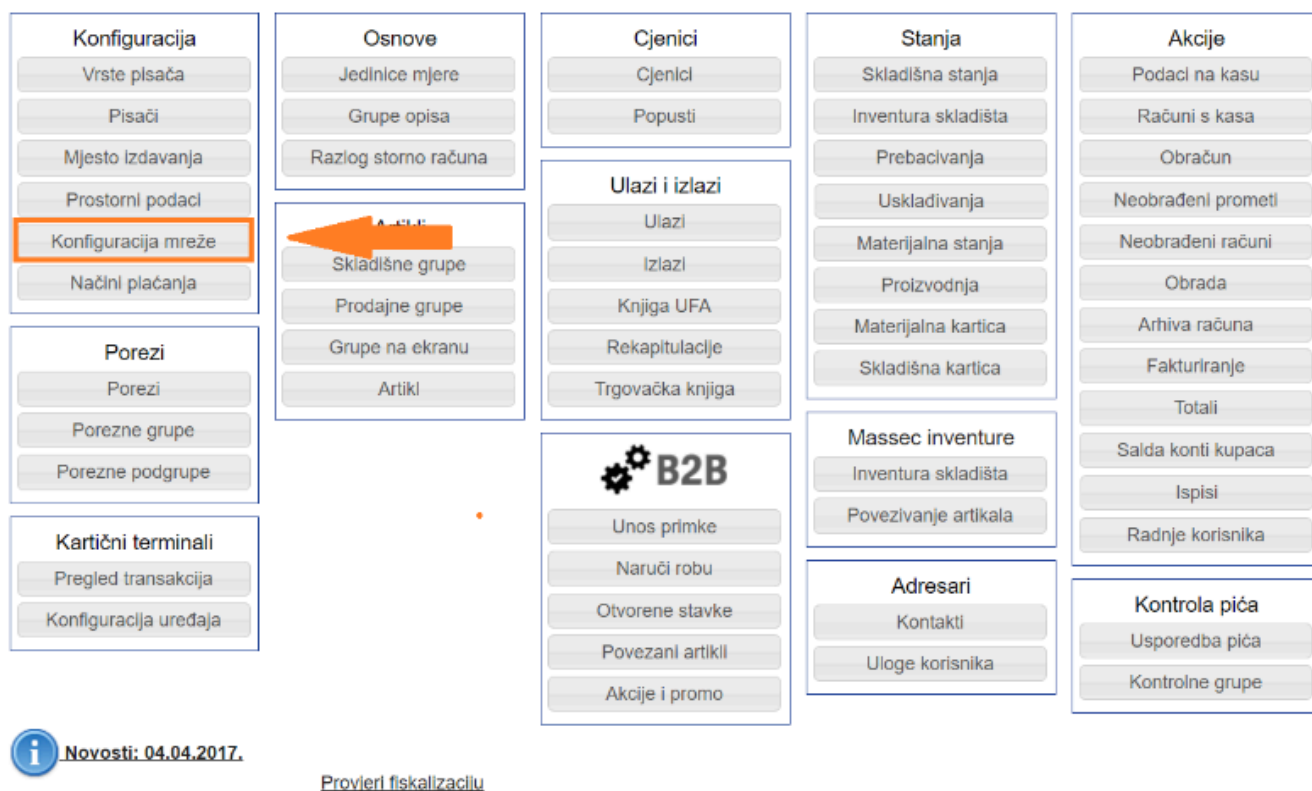 Konfiguracija
Vrste pisača
Pisači
Mjesto izdavanja
Prostorni podaci
Konfiguracija mreže
Načini plaćanja
Porezi
Porezi
Porezne grupe
Porezne podgrupe
Kartični terminali
Pregled transakcija
Konfiguracija uređaja
Osnove
Jedinice mjere
Grupe opisa
Razlog storno računa
Artikli
Skladišne grupe
Prodajne grupe
Grupe na ekranu
Artikl
Cjenici
Cjenici
Popusti
Ulazi i izlazi
Ulazi
Izlazi
Knjiga UFA
Rekapitulacije
Trgovačka knjiga
B2B
Unos primke
Naruči robu
Otvorene stavke
Povezani artikli
Akcije i promo
Stanja
Skladišna stanja
Inventura skladišta
Prebacivanja
Usklađivanja
Materijalna stanja
Proizvodnja
Materijalna kartica
Skladišna kartica
Massec inventure
Inventura skladišta
Povezivanje artikala
Adresari
Kontakti
Uloge korisnika
Akcije
Podaci na kasu
Računi s kasa
Obračun
Neobrađeni prometi
Neobrađeni računi
Obrada
Arhiva računa
Fakturiranje
Totali
Salda konti kupaca
Ispisi
Radnje korisnika
Kontrola pića
Usporedba pića
Kontrolne grupe
Novosti: 04.04.2017.
Provjeri fiskalizaciju